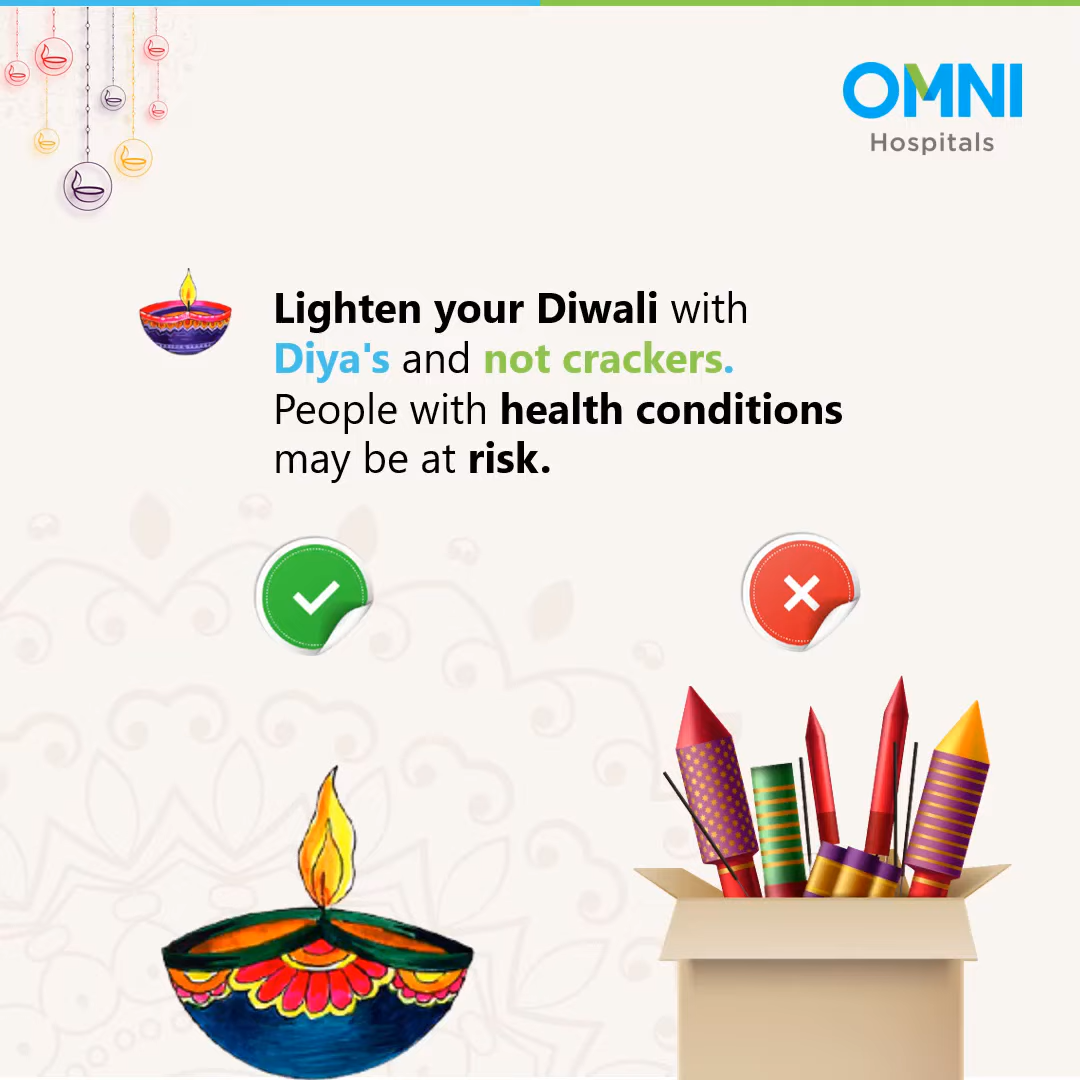 OMNI
Hospitals
Lighten your Diwali with
Diya's and not crackers.
People with health conditions
may be at risk.